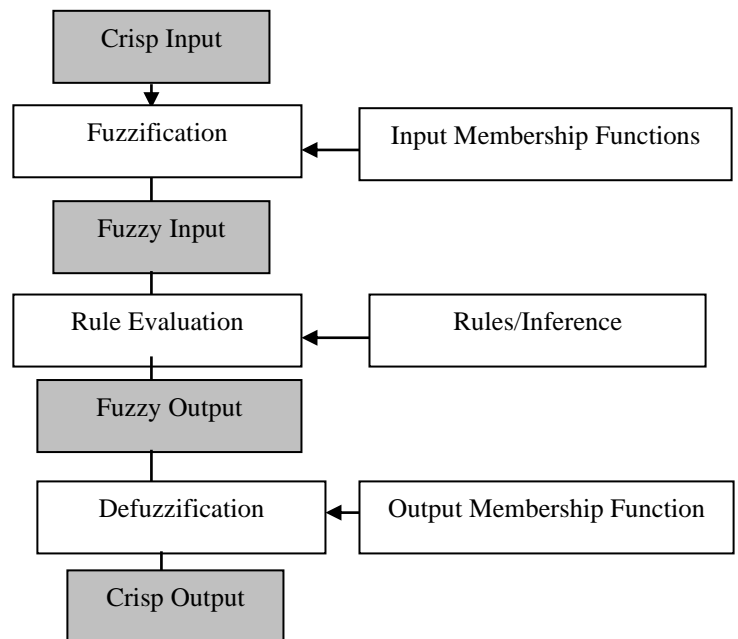 Crisp Input
Fuzzification
Input Membership Functions
Fuzzy Input
Rule Evaluation
Rules/Inference
Fuzzy Output
Defuzzification
Output Membership Function
Crisp Output